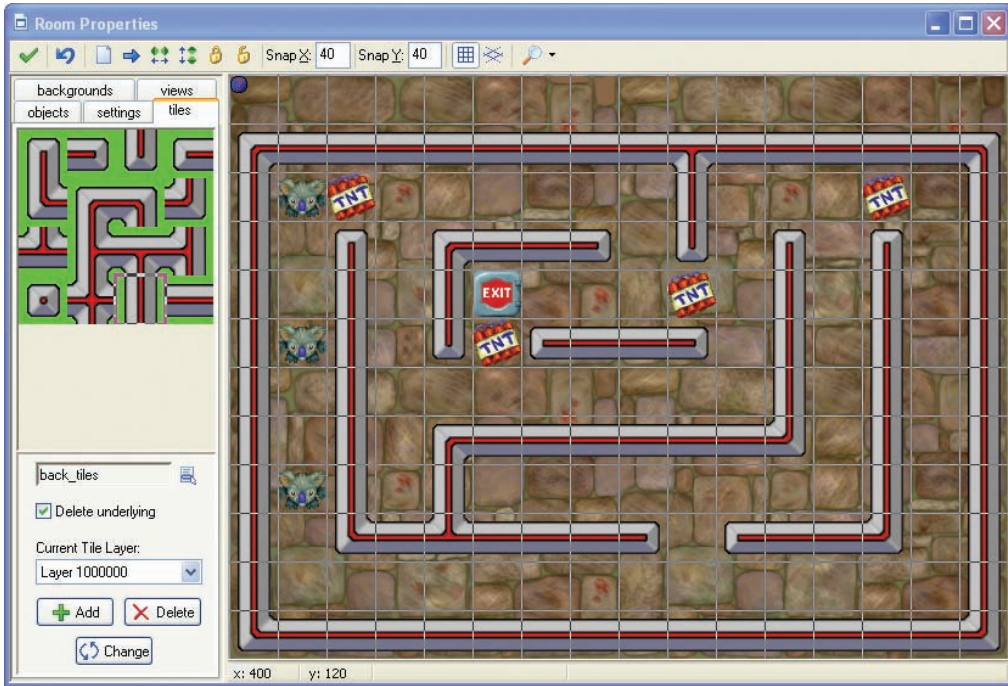 Room Properties
Snap X: 40 Snap Y: 40
backgrounds views
objects settings tiles
TNT
TNT
EXIT
TNT
TNT
back_tiles
Delete underlying
Current Tile Layer:
Layer 1000000
Add Delete
Change
x: 400 y: 120